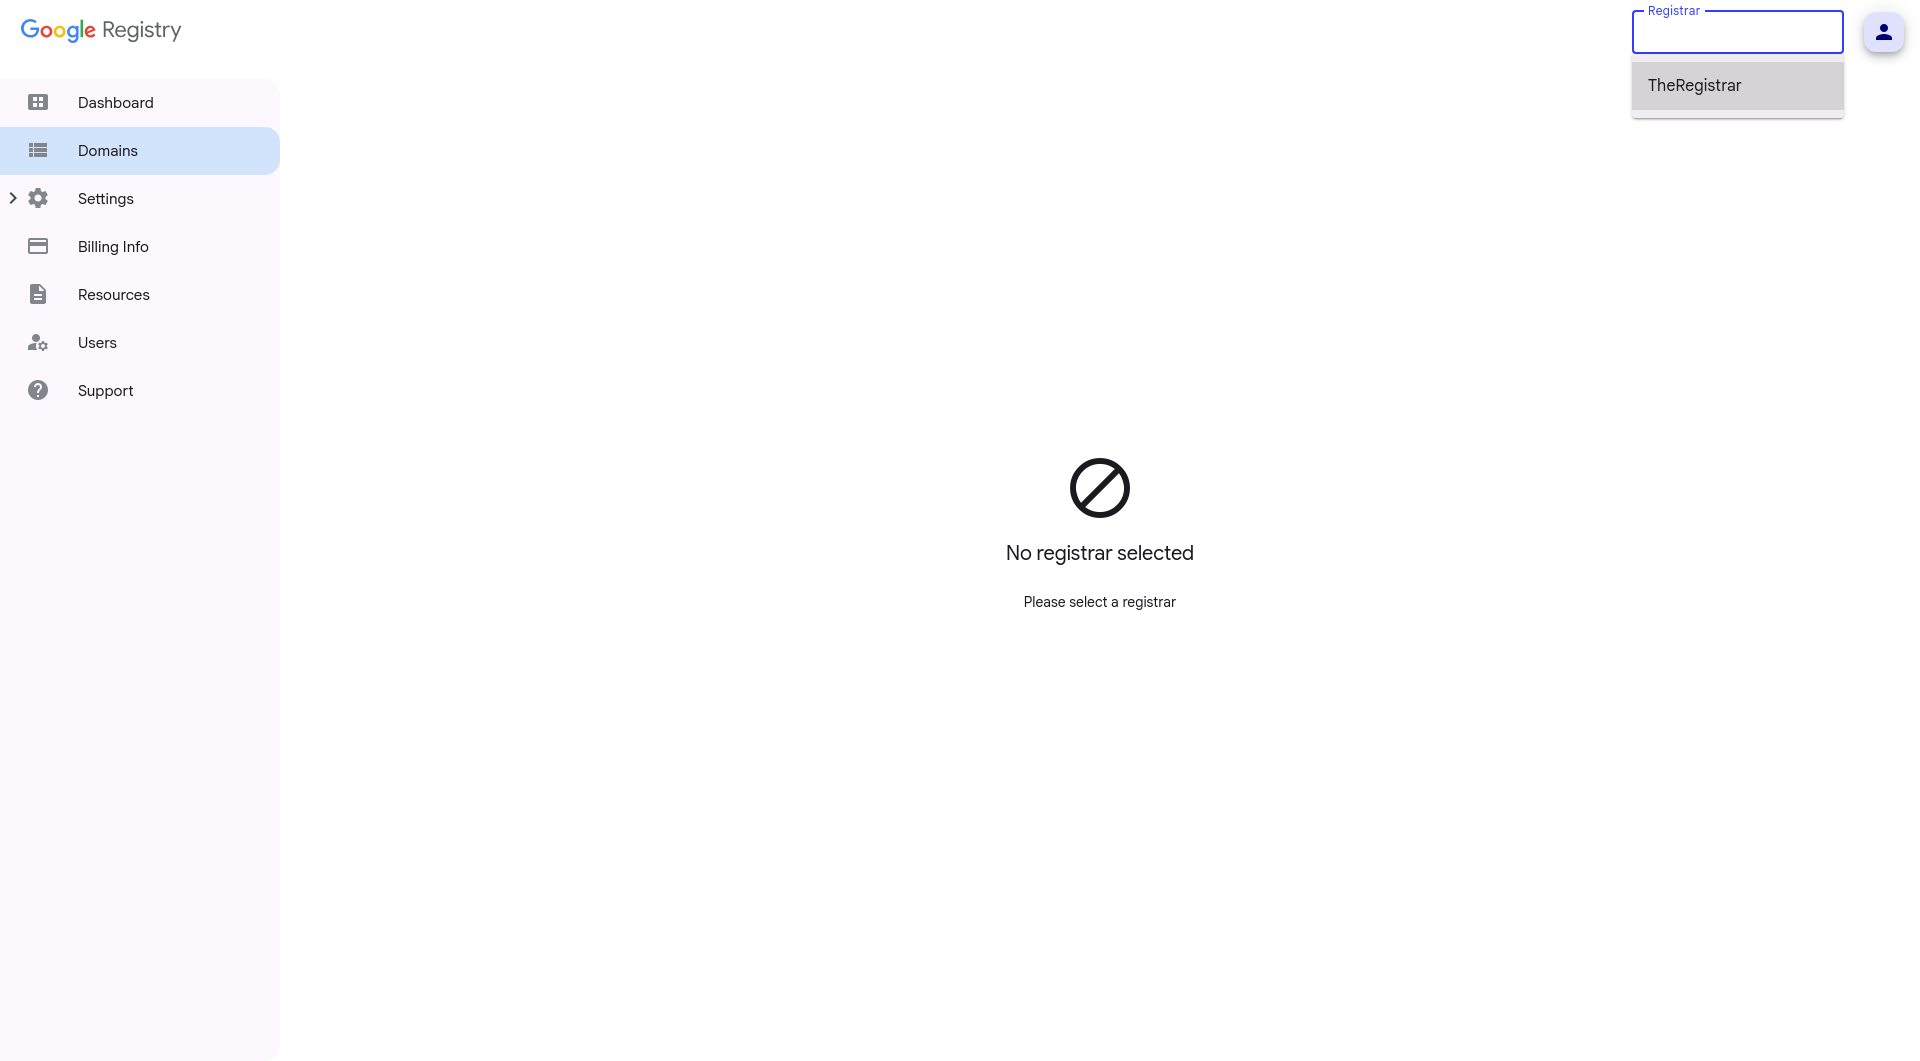 Google Registry
Registrar
TheRegistrar
Dashboard
Domains
Settings
Billing Info
Resources
Users
Support
No registrar selected
Please select a registrar